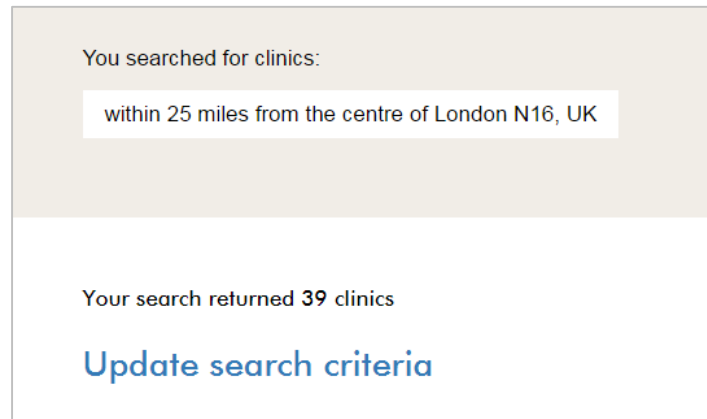 You searched for clinics:
within 25 miles from the centre of London N16, UK
Your search returned 39 clinics
Update search criteria